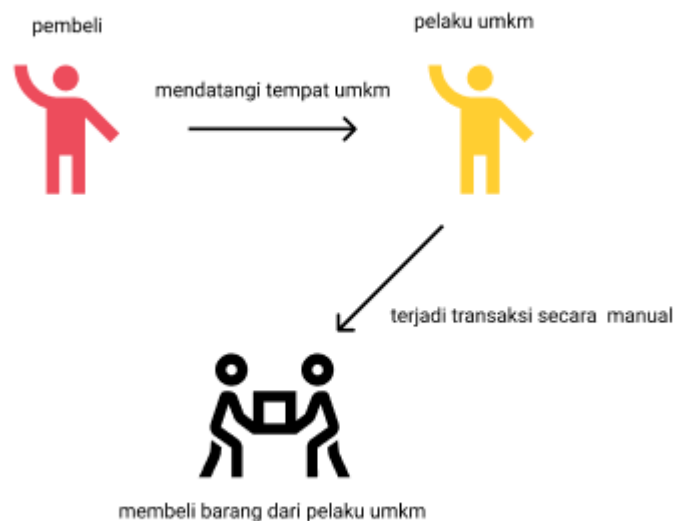 pembeli
pelaku umkm
mendatangi tempat umkm
terjadi transaksi secara manual
membeli barang dari pelaku umkm